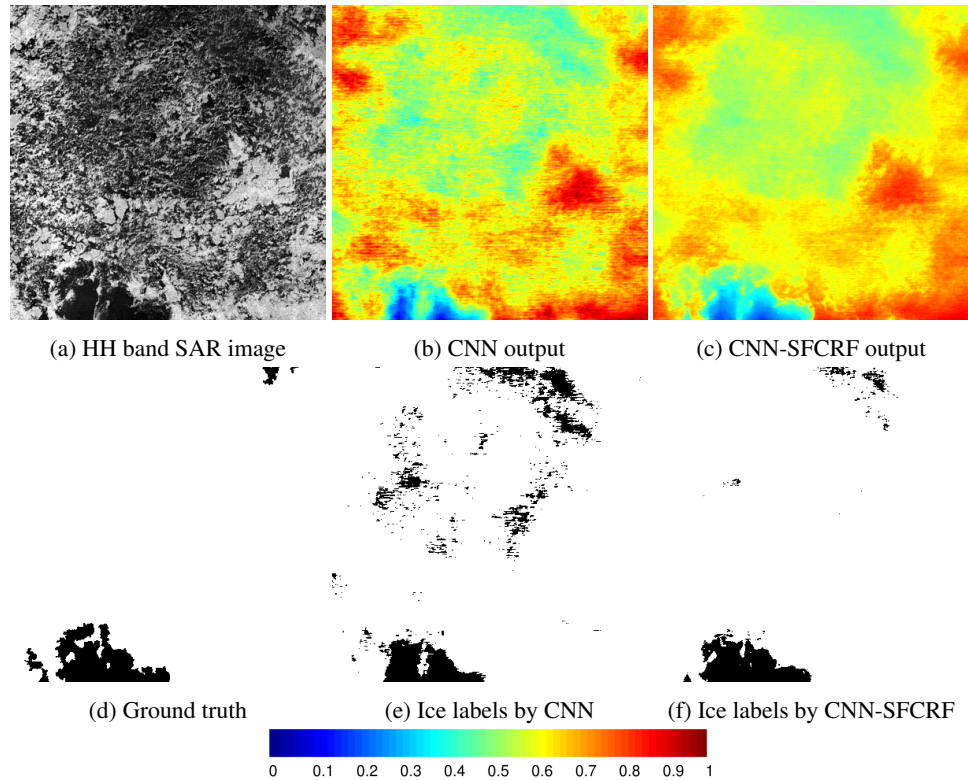 (a) HH band SAR image
(b) CNN output
(c) CNN-SFCRF output
(d) Ground truth
(e) Ice labels by CNN
(f) Ice labels by CNN-SFCRF
0 0.1 0.2 0.3 0.4 0.5 0.6 0.7 0.8 0.9 1